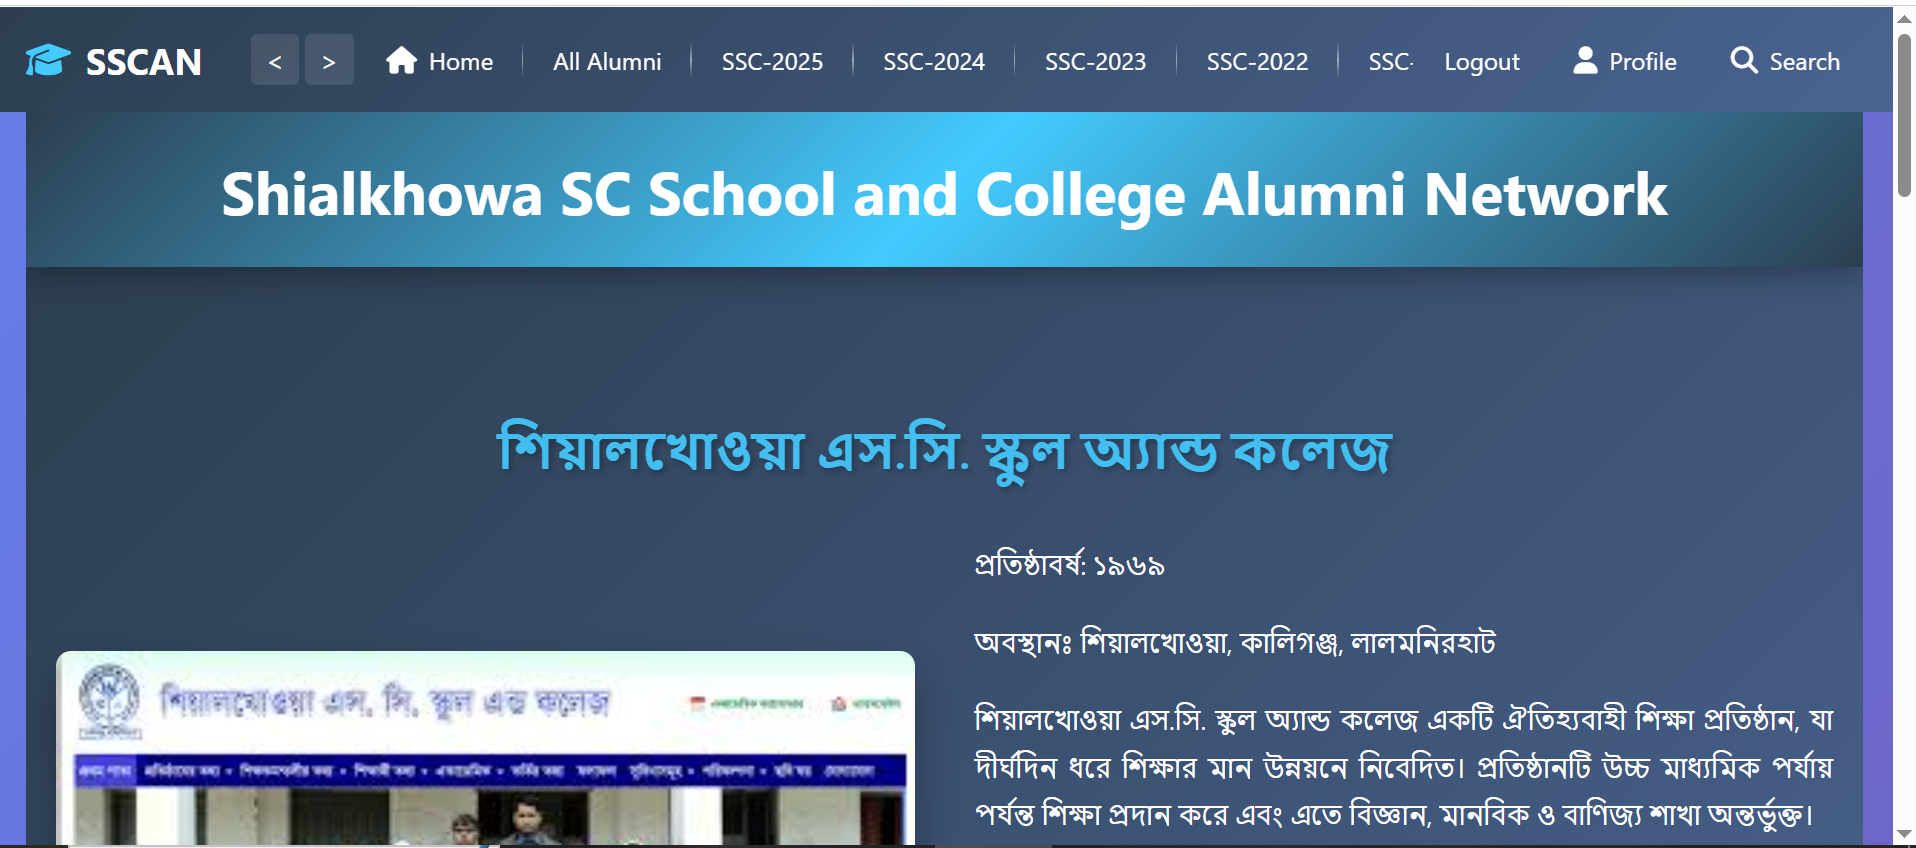 SSCAN
< > Home All Alumni SSC-2025 SSC-2024 SSC-2023 SSC-2022 SSC- Logout Profile Search
Shialkhowa SC School and College Alumni Network
শিয়ালখোওয়া এস.সি. স্কুল অ্যান্ড কলেজ
প্রতিষ্ঠাবর্ষ: ১৯৬৯
অবস্থানঃ শিয়ালখোওয়া, কালিগঞ্জ, লালমনিরহাট
শিয়ালখোওয়া এস.সি. স্কুল অ্যান্ড কলেজ একটি ঐতিহ্যবাহী শিক্ষা প্রতিষ্ঠান, যা
দীর্ঘদিন ধরে শিক্ষার মান উন্নয়নে নিবেদিত। প্রতিষ্ঠানটি উচ্চ মাধ্যমিক পর্যায়
পর্যন্ত শিক্ষা প্রদান করে এবং এতে বিজ্ঞান, মানবিক ও বাণিজ্য শাখা অন্তর্ভুক্ত।
শিয়ালখোওয়া এস. সি. স্কুল এন্ড কলেজ